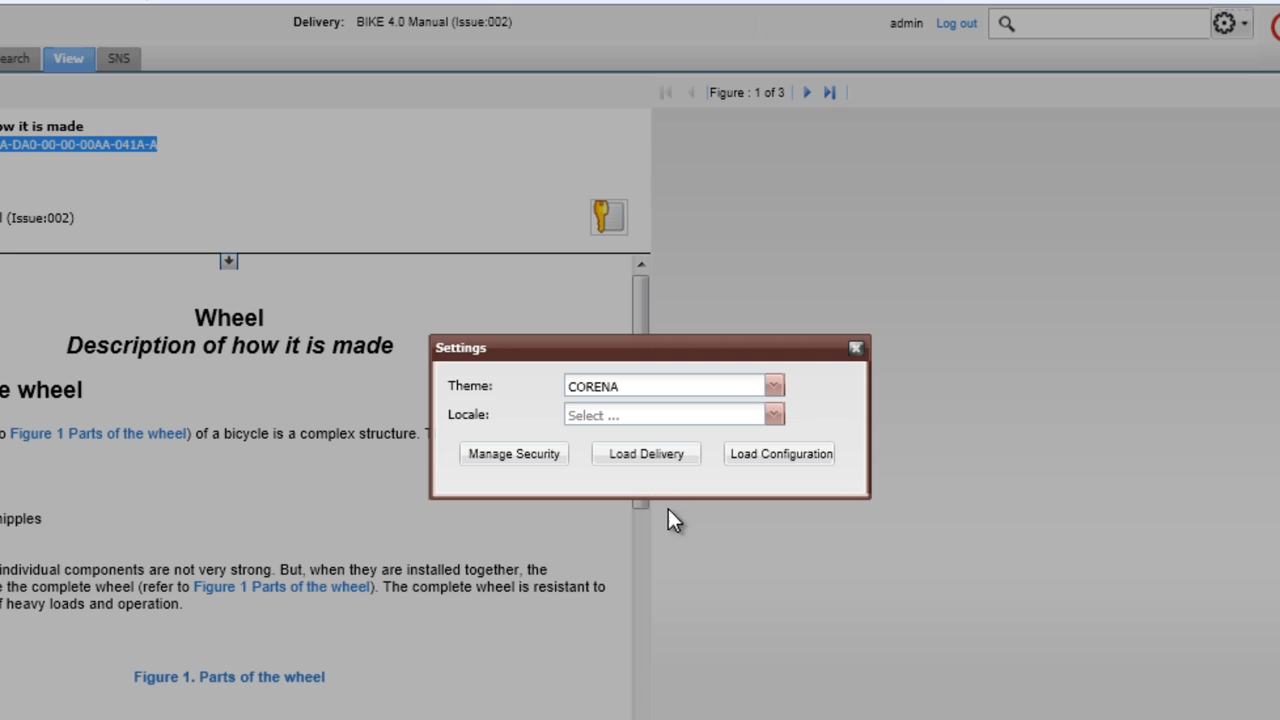 Delivery: BIKE 4.0 Manual (Issue:002)
admin Log out
earch View SNS
Figure : 1 of 3
ow it is made
A-DA0-00-00-00AA-041A-A
(Issue:002)
Wheel
Description of how it is made
e wheel
o Figure 1 Parts of the wheel) of a bicycle is a complex structure.
nipples
individual components are not very strong. But, when they are installed together, the
e the complete wheel (refer to Figure 1 Parts of the wheel). The complete wheel is resistant to
f heavy loads and operation.
Figure 1. Parts of the wheel
Settings
Theme: CORENA
Locale: Select ...
Manage Security Load Delivery Load Configuration